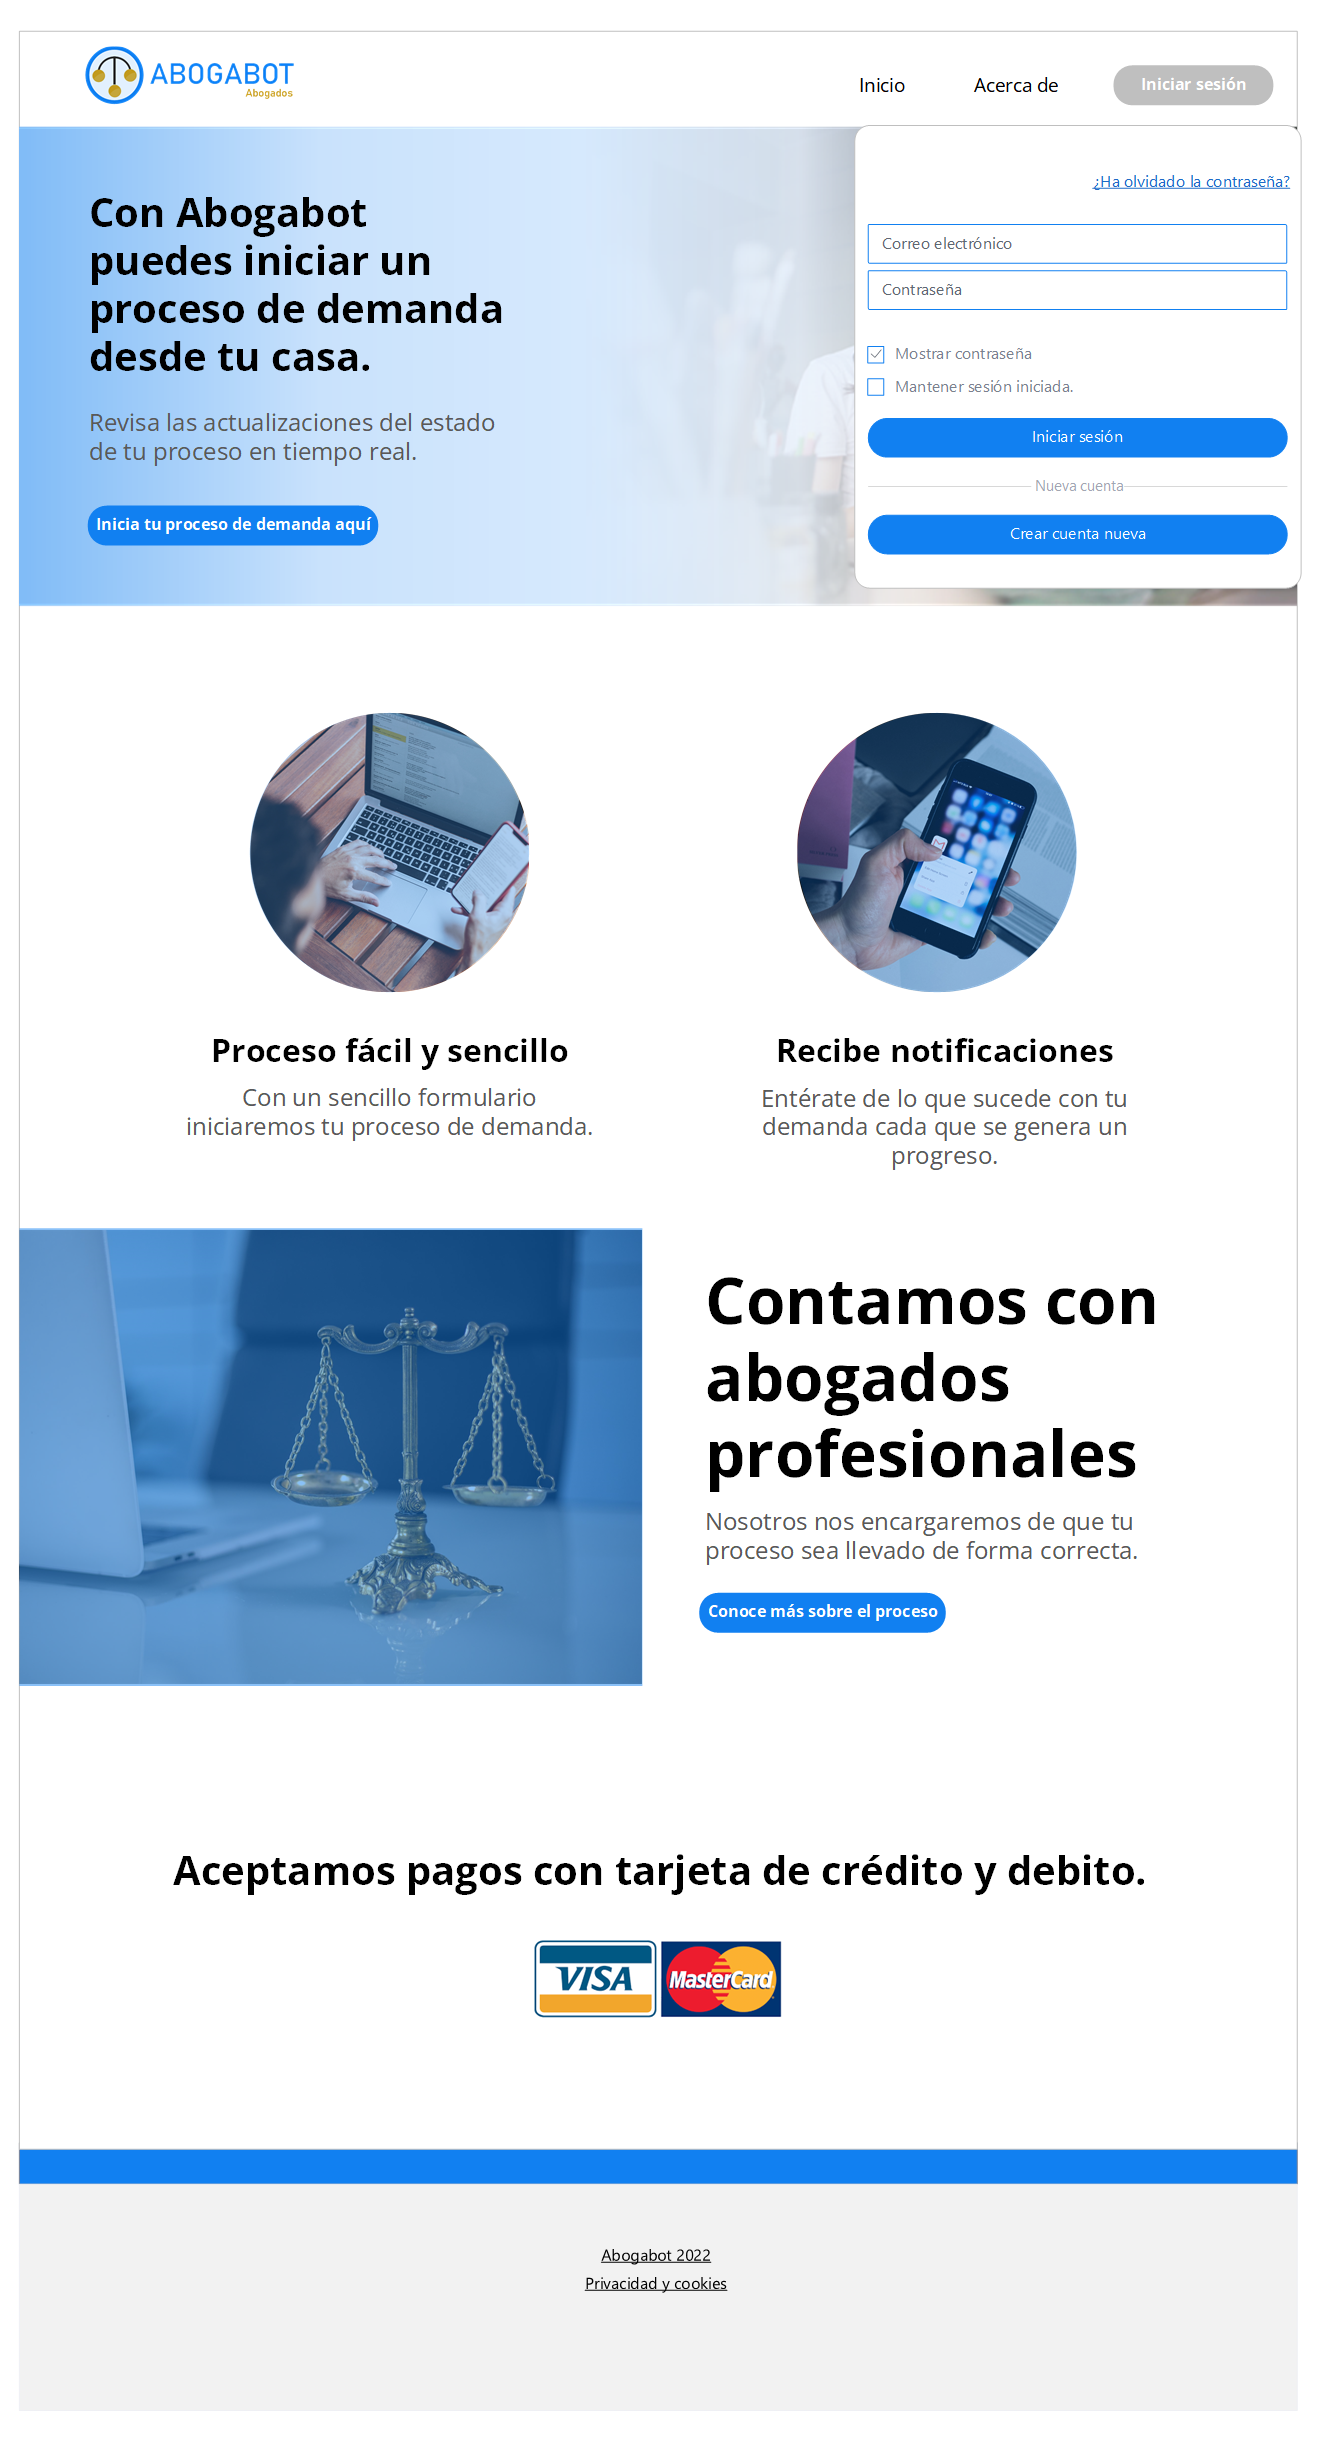 ABOGABOT
Abogados
Inicio
Acerca de
Iniciar sesión
¿Ha olvidado la contraseña?
Correo electrónico
Contraseña
Mostrar contraseña
Mantener sesión iniciada.
Iniciar sesión
Nueva cuenta
Crear cuenta nueva
Con Abogabot
puedes iniciar un
proceso de demanda
desde tu casa.
Revisa las actualizaciones del estado
de tu proceso en tiempo real.
Inicia tu proceso de demanda aquí
Proceso fácil y sencillo
Con un sencillo formulario
iniciaremos tu proceso de demanda.
Recibe notificaciones
Entérate de lo que sucede con tu
demanda cada que se genera un
progreso.
Contamos con
abogados
profesionales
Nosotros nos encargaremos de que tu
proceso sea llevado de forma correcta.
Conoce más sobre el proceso
Aceptamos pagos con tarjeta de crédito y debito.
VISA
MasterCard
Abogabot 2022
Privacidad y cookies